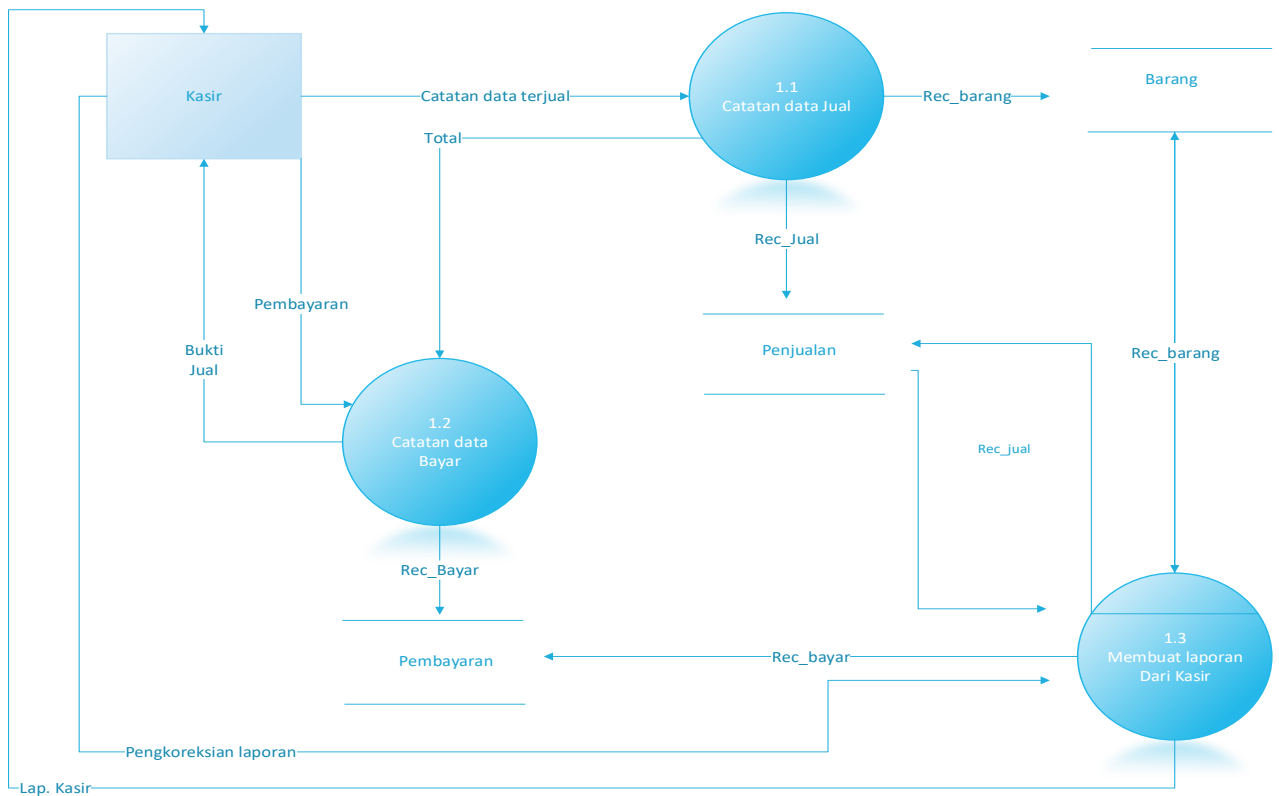 Kasir
Catatan data terjual
1.1
Catatan data Jual
Rec_barang
Barang
Total
Rec_Jual
Pembayaran
Bukti
Jual
Penjualan
Rec_barang
1.2
Catatan data
Bayar
Rec_jual
Rec_Bayar
Pembayaran
Rec_bayar
1.3
Membuat laporan
Dari Kasir
Pengkoreksian laporan
Lap. Kasir